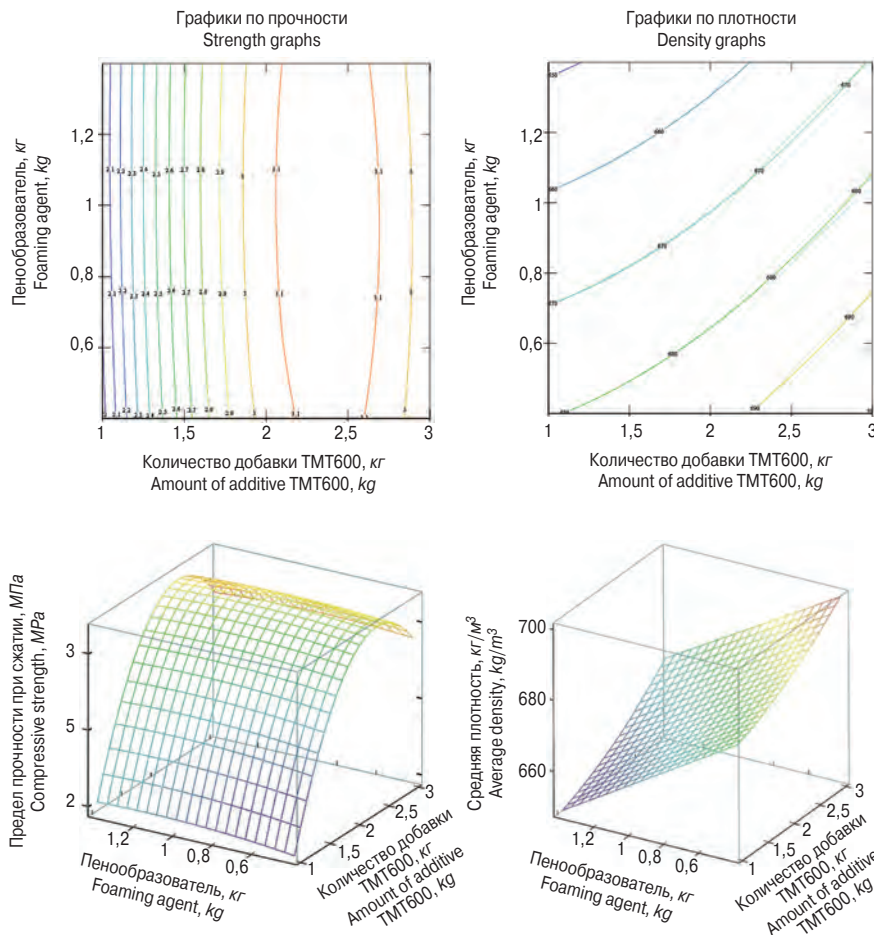 Графики по прочности
Strength graphs
Графики по плотности
Density graphs
Пенообразователь, кг
Foaming agent, kg
1,2
1
0,8
0,6
1
1,5
2
2,5
3
Количество добавки ТМТ600, кг
Amount of additive TMT600, kg
Пенообразователь, кг
Foaming agent, kg
1,2
1
0,8
0,6
1
1,5
2
2,5
3
Количество добавки ТМТ600, кг
Amount of additive TMT600, kg
Предел прочности при сжатии, МПа
Compressive strength, MPa
3
5
2
1,2
1
0,8
0,6
Пенообразователь, кг
Foaming agent, kg
1
1,5
2
2,5
3
Количество добавки
ТМТ600, кг
Amount of additive
TMT600, kg
Средняя плотность, кг/м³
Average density, kg/m³
700
680
660
1,2
1
0,8
0,6
Пенообразователь, кг
Foaming agent, kg
1
1,5
2
2,5
3
Количество добавки
ТМТ600, кг
Amount of additive
TMT600, kg